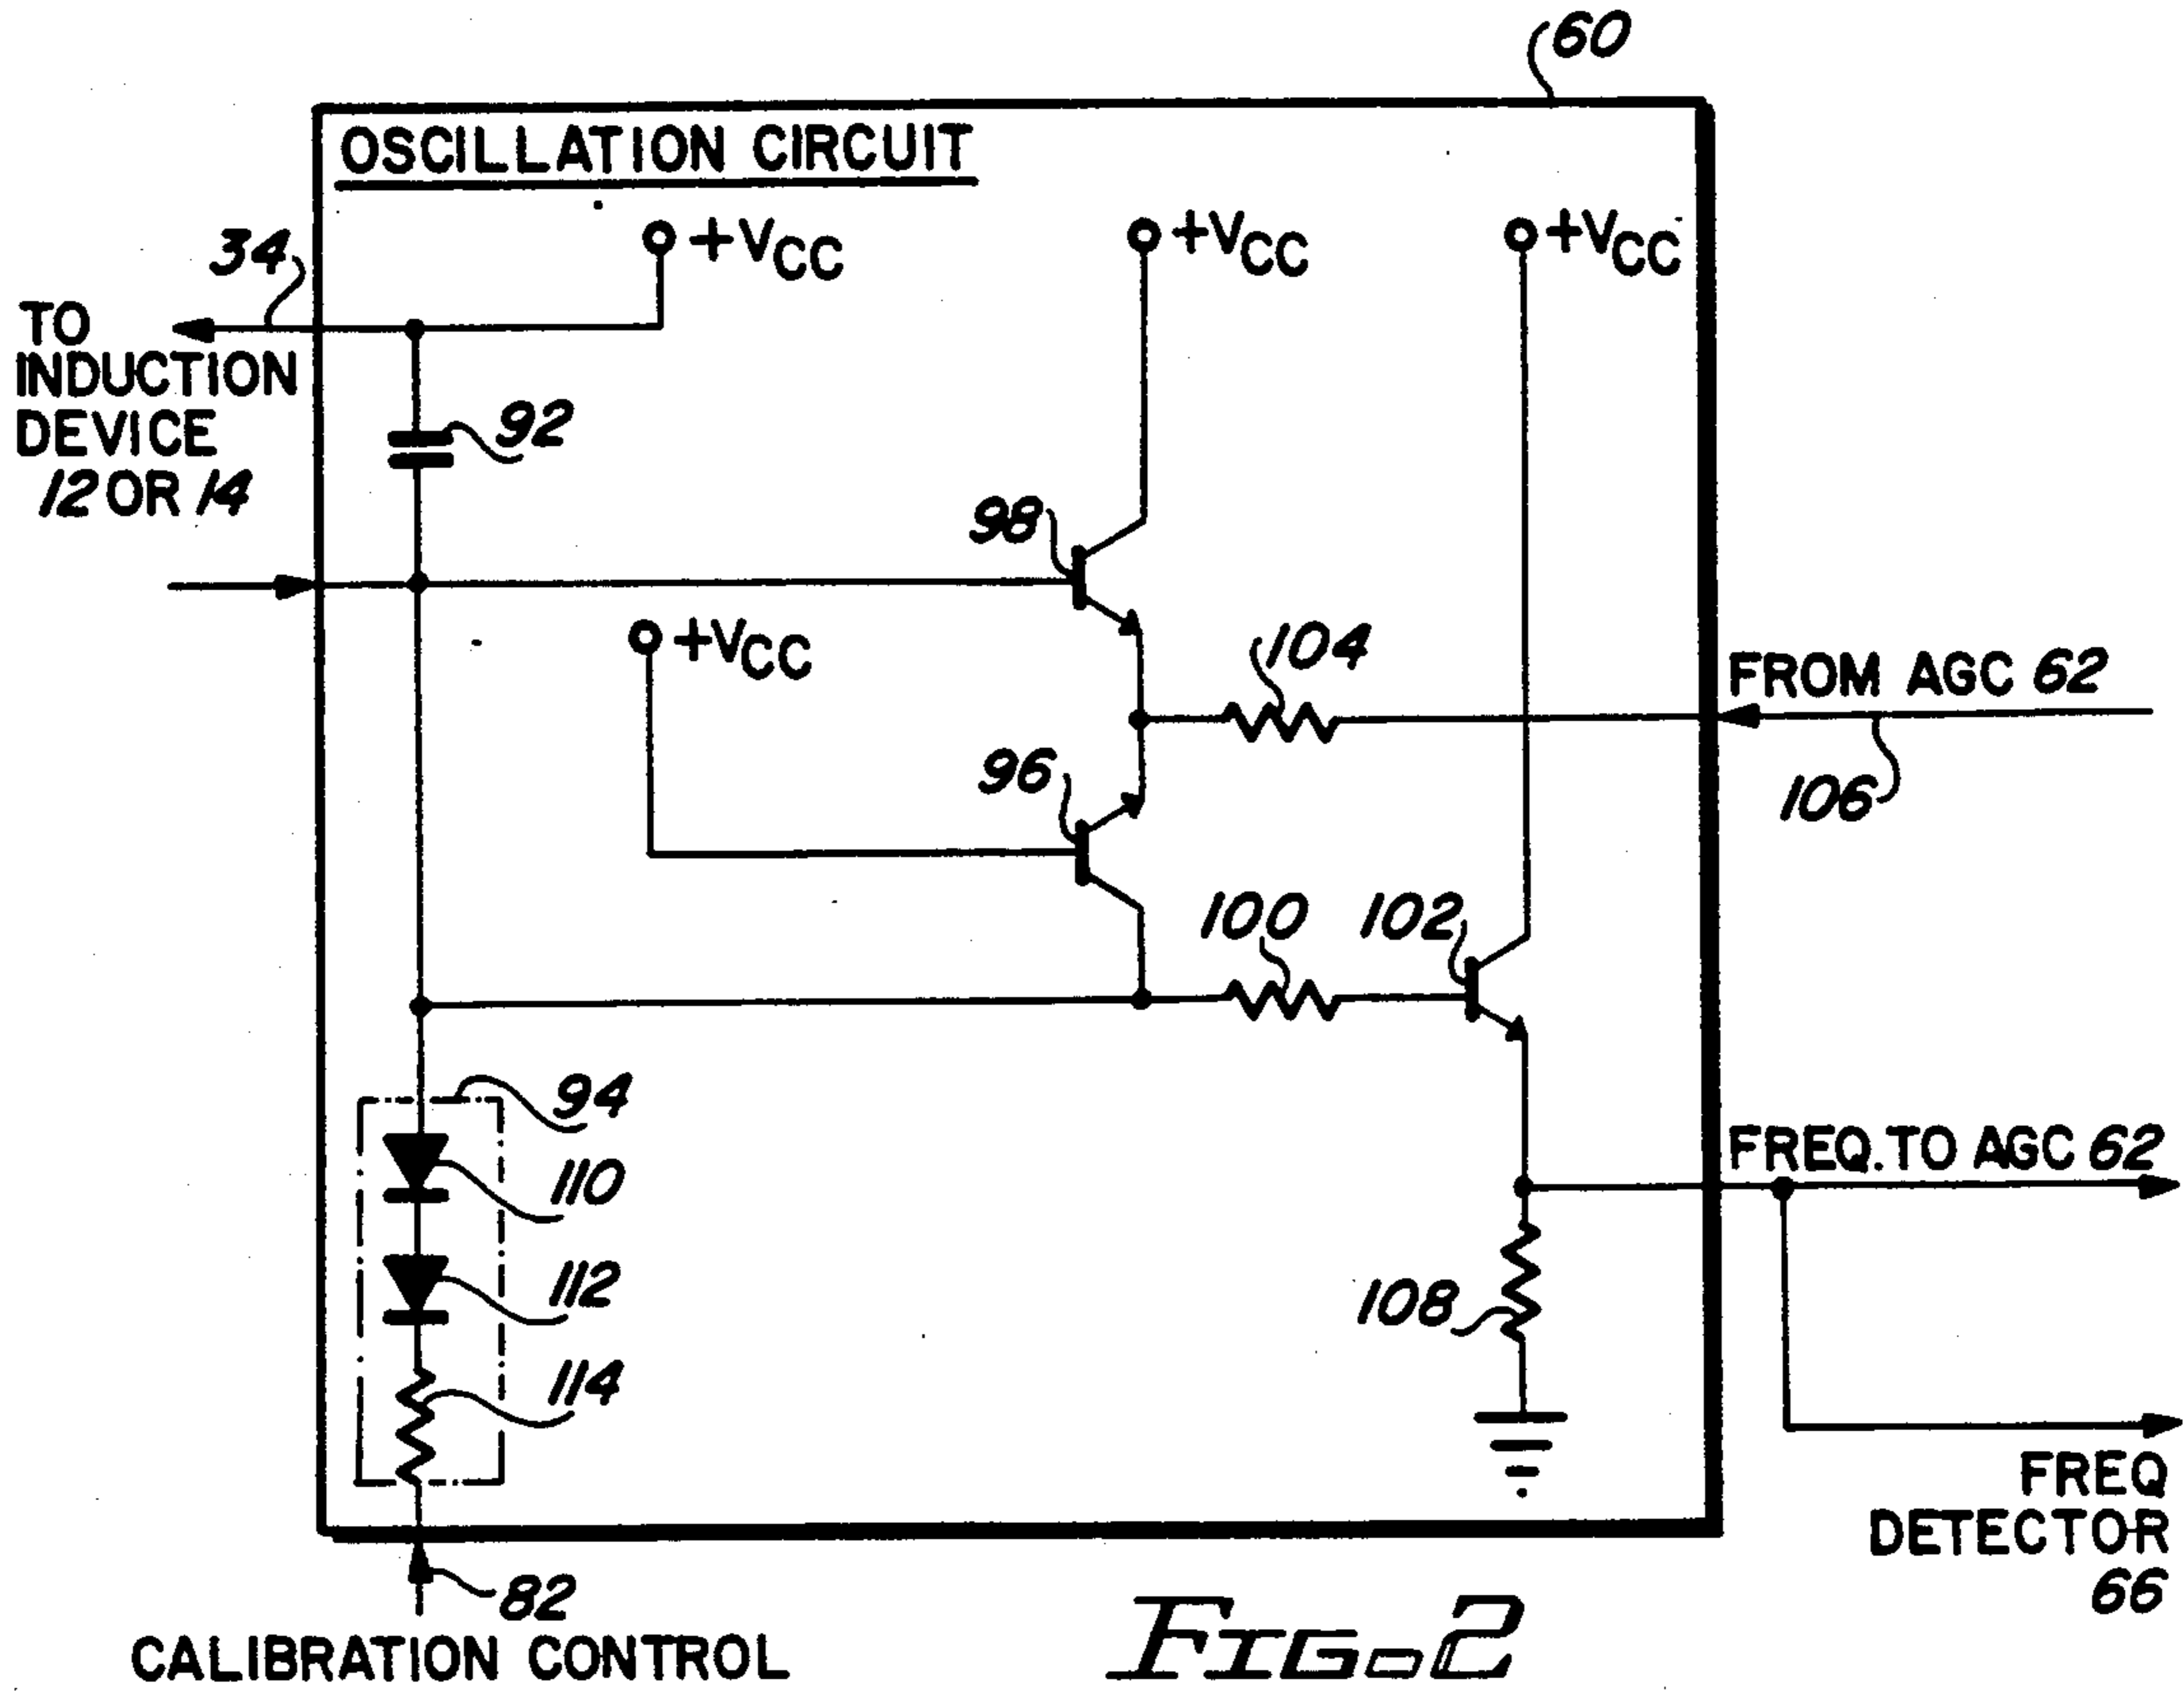 60
OSCILLATION CIRCUIT
34
+VCC
+VCC
+VCC
TO
INDUCTION
DEVICE
12 OR 14
92
98
+VCC
104
FROM AGC 62
96
106
100
102
94
FREQ. TO AGC 62
110
112
108
114
FREQ
DETECTOR
66
82
CALIBRATION CONTROL
FIG. 2